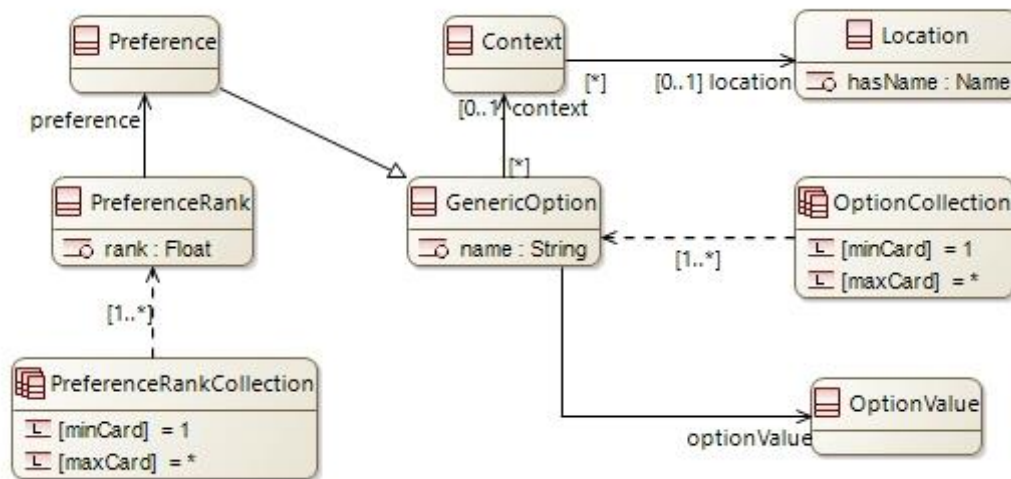 Preference
Context
Location
hasName : Name
[*]
[0..1] location
[0..1] context
preference
[*]
PreferenceRank
rank : Float
GenericOption
name : String
OptionCollection
[minCard] = 1
[maxCard] = *
[1..*]
[1..*]
PreferenceRankCollection
[minCard] = 1
[maxCard] = *
OptionValue
optionValue